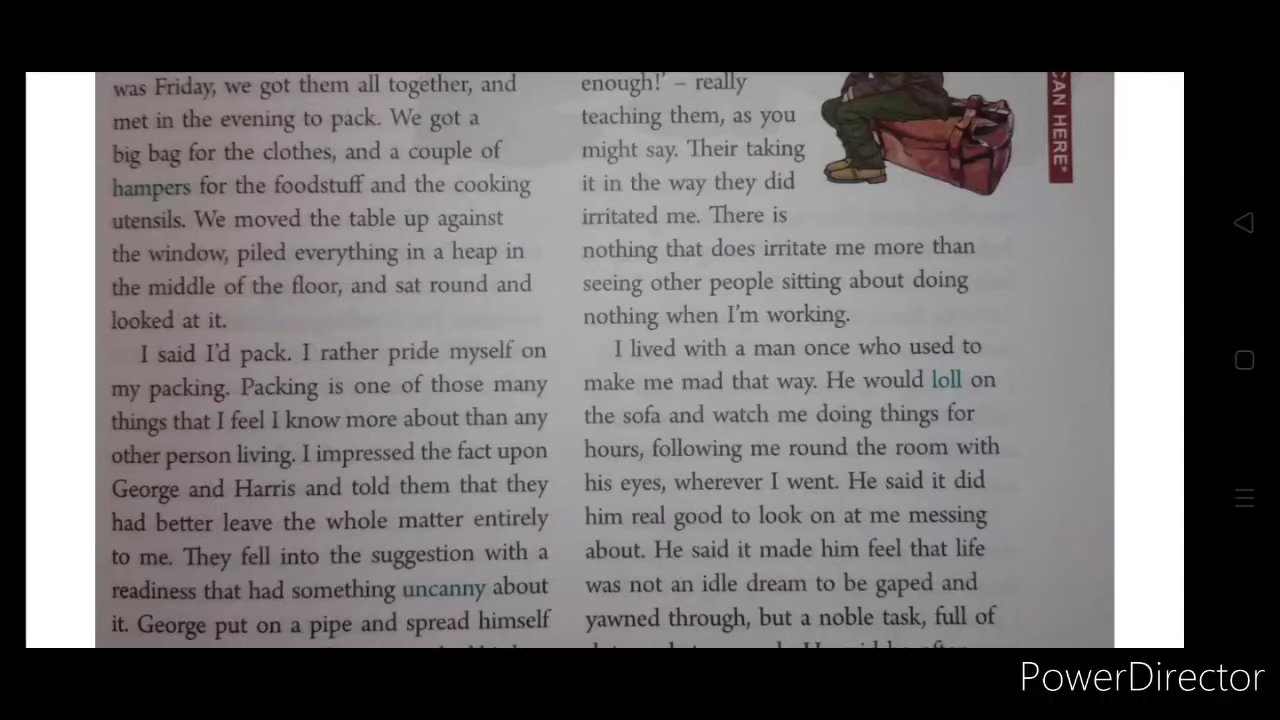 was Friday, we got them all together, and
met in the evening to pack. We got a
big bag for the clothes, and a couple of
hampers for the foodstuff and the cooking
utensils. We moved the table up against
the window, piled everything in a heap in
the middle of the floor, and sat round and
looked at it.
I said I'd pack. I rather pride myself on
my packing. Packing is one of those many
things that I feel I know more about than any
other person living. I impressed the fact upon
George and Harris and told them that they
had better leave the whole matter entirely
to me. They fell into the suggestion with a
readiness that had something uncanny about
it. George put on a pipe and spread himself
enough!' – really
teaching them, as you
might say. Their taking
it in the way they did
irritated me. There is
nothing that does irritate me more than
seeing other people sitting about doing
nothing when I'm working.
I lived with a man once who used to
make me mad that way. He would loll on
the sofa and watch me doing things for
hours, following me round the room with
his eyes, wherever I went. He said it did
him real good to look on at me messing
about. He said it made him feel that life
was not an idle dream to be gaped and
yawned through, but a noble task, full of
CAN HERE*
PowerDirector